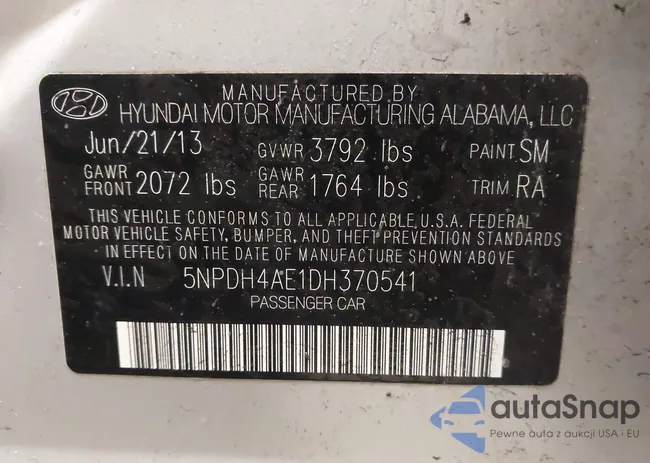 MANUFACTURED BY
HYUNDAI MOTOR MANUFACTURING ALABAMA, LLC
Jun/21/13 GVWR 3792 lbs PAINT SM
GAWR FRONT 2072 lbs GAWR REAR 1764 lbs TRIM RA
THIS VEHICLE CONFORMS TO ALL APPLICABLE U.S.A. FEDERAL
MOTOR VEHICLE SAFETY, BUMPER, AND THEFT PREVENTION STANDARDS
IN EFFECT ON THE DATE OF MANUFACTURE SHOWN ABOVE
V.I.N 5NPDH4AE1DH370541
PASSENGER CAR
autaSnap
Pewne auta z aukcji USA i EU